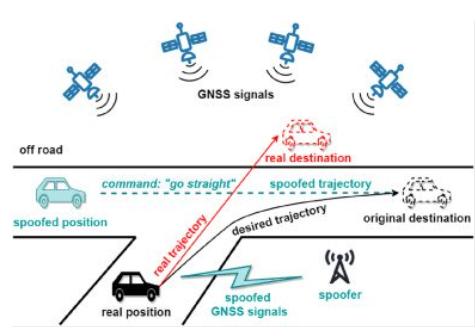 GNSS signals
off road
real destination
command: "go straight"
spoofed trajectory
spoofed position
original destination
real trajectory
desired trajectory
real position
spoofed
GNSS signals
spoofer